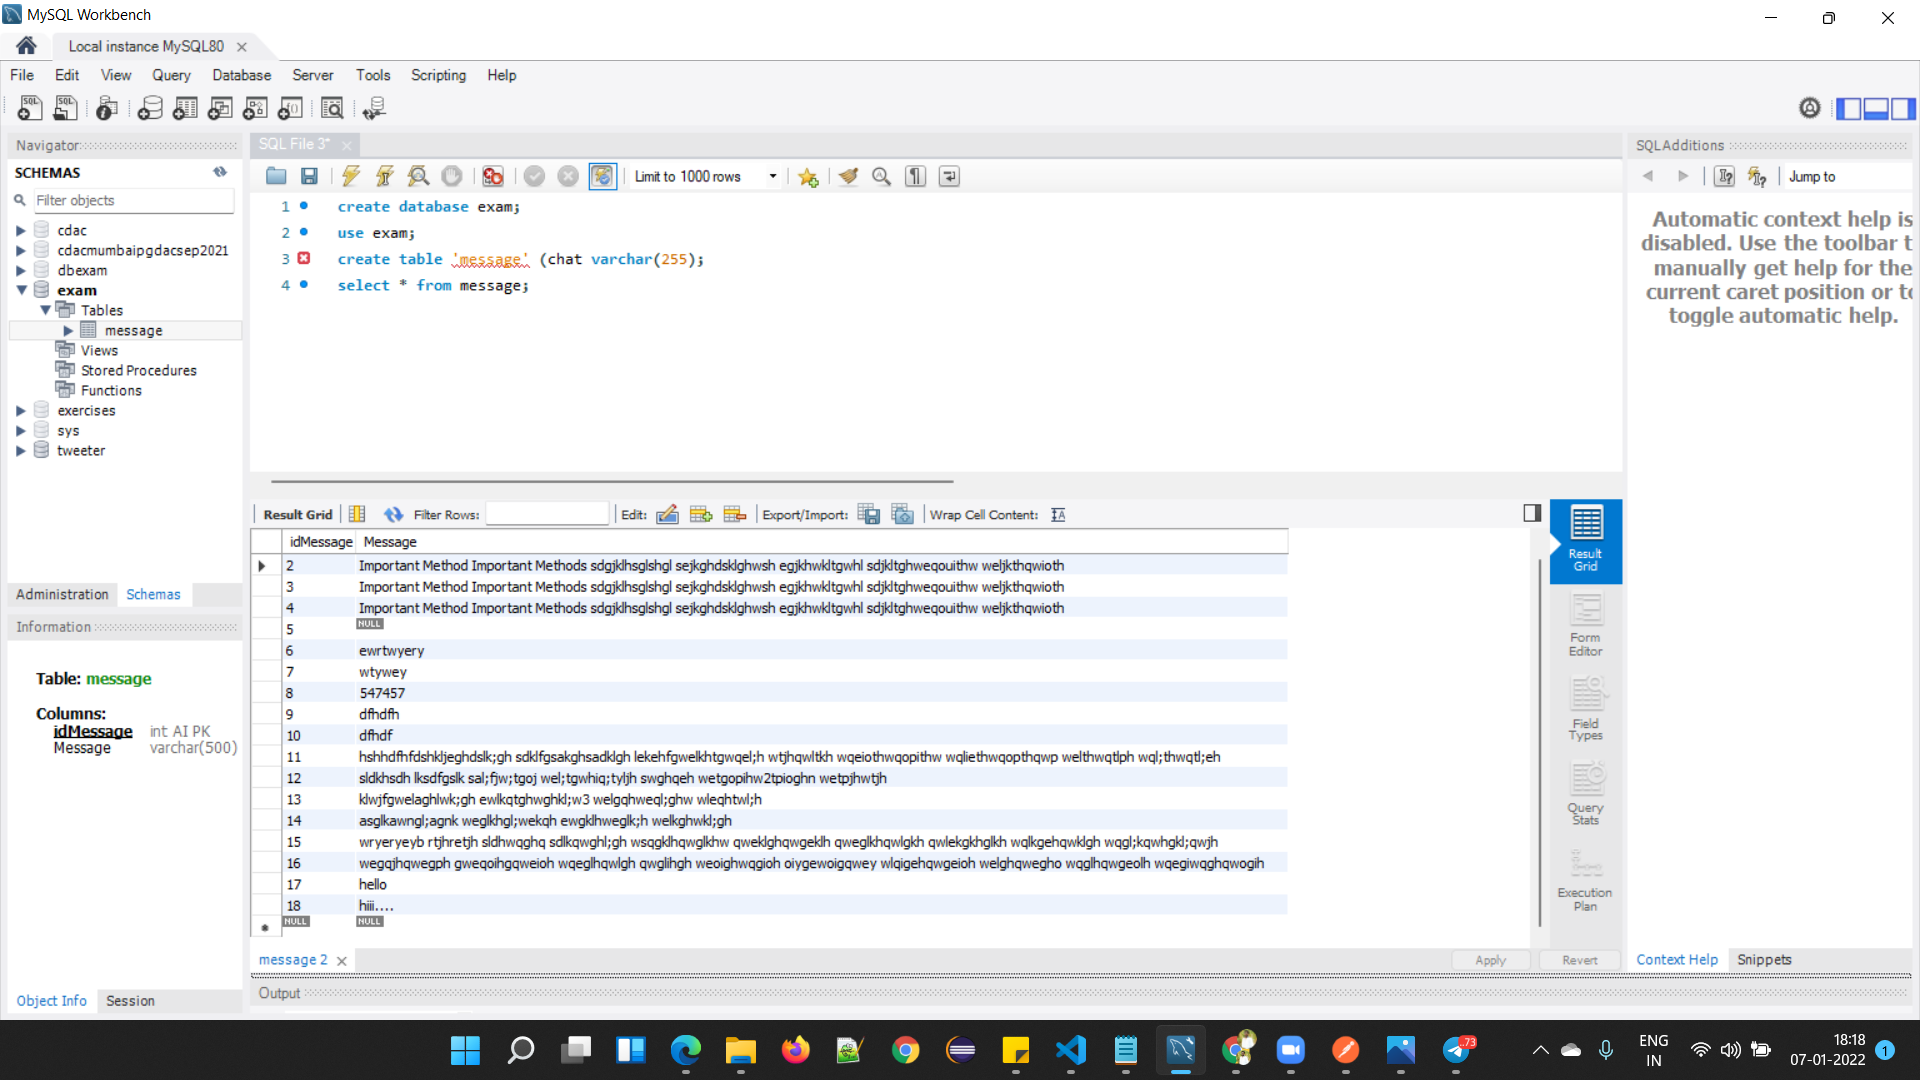 MySQL Workbench
Local instance MySQL80
File Edit View Query Database Server Tools Scripting Help
Navigator
SCHEMAS
Filter objects
cdac
cdacmumbaipgdacsep2021
dbexam
exam
Tables
message
Views
Stored Procedures
Functions
exercises
sys
tweeter
Administration Schemas
Information
Table: message
Columns:
idMessage int AI PK
Message varchar(500)
Object Info Session
SQL File 3*
Limit to 1000 rows
1 create database exam;
2 use exam;
3 create table 'message' (chat varchar(255);
4 select * from message;
Result Grid Filter Rows: Edit: Export/Import: Wrap Cell Content:
idMessage Message
2 Important Method Important Methods sdgjklhsglshgl sejkghdsklghwsh egjkhwkltgwhl sdjkltghweqouithw weljkthqwioth
3 Important Method Important Methods sdgjklhsglshgl sejkghdsklghwsh egjkhwkltgwhl sdjkltghweqouithw weljkthqwioth
4 Important Method Important Methods sdgjklhsglshgl sejkghdsklghwsh egjkhwkltgwhl sdjkltghweqouithw weljkthqwioth
5 NULL
6 ewrtwyery
7 wtywey
8 547457
9 dfhdfh
10 dfhdf
11 hshhdfhfdshkljeghdslk;gh sdklfgsakghsadklgh lekehfgwelkhtgwqel;h wtjhqwltkh wqeiothwqopithw wqliethwqopthqwp welthwqtlph wql;thwqtl;eh
12 sldkhsdh lksdfgslk sal;fjw;tgoj wel;tgwhiq;tyljh swghqeh wetgopihw2tpioghn wetpjhwtjh
13 klwjfgwelaghlwk;gh ewlkqtghwghkl;w3 welgqhweql;ghw wleqhtwl;h
14 asglkawngl;agnk weglkhgl;wekqh ewgklhweglk;h welkghwkl;gh
15 wryeryeyb rtjhretjh sldhwqghq sdlkqwghl;gh wsqgklhqwglkhw qweklghqwgeklh qweglkhqwlgkh qwlekgkhglkh wqlkgehqwklgh wqgl;kqwhgkl;qwjh
16 wegqjhqwegph gweqoihgqweioh wqeglhqwlgh qwglihgh weoighwqgioh oiygewoigqwey wlqigehqwgeioh welghqwegho wqglhqwgeolh wqegiwqghqwogih
17 hello
18 hiii....
NULL NULL
Result Grid
Form Editor
Field Types
Query Stats
Execution Plan
message 2
Apply Revert
Output
SQLAdditions
Jump to
Automatic context help is
disabled. Use the toolbar t
manually get help for the
current caret position or to
toggle automatic help.
Context Help Snippets
73
ENG
IN
18:18
07-01-2022
1